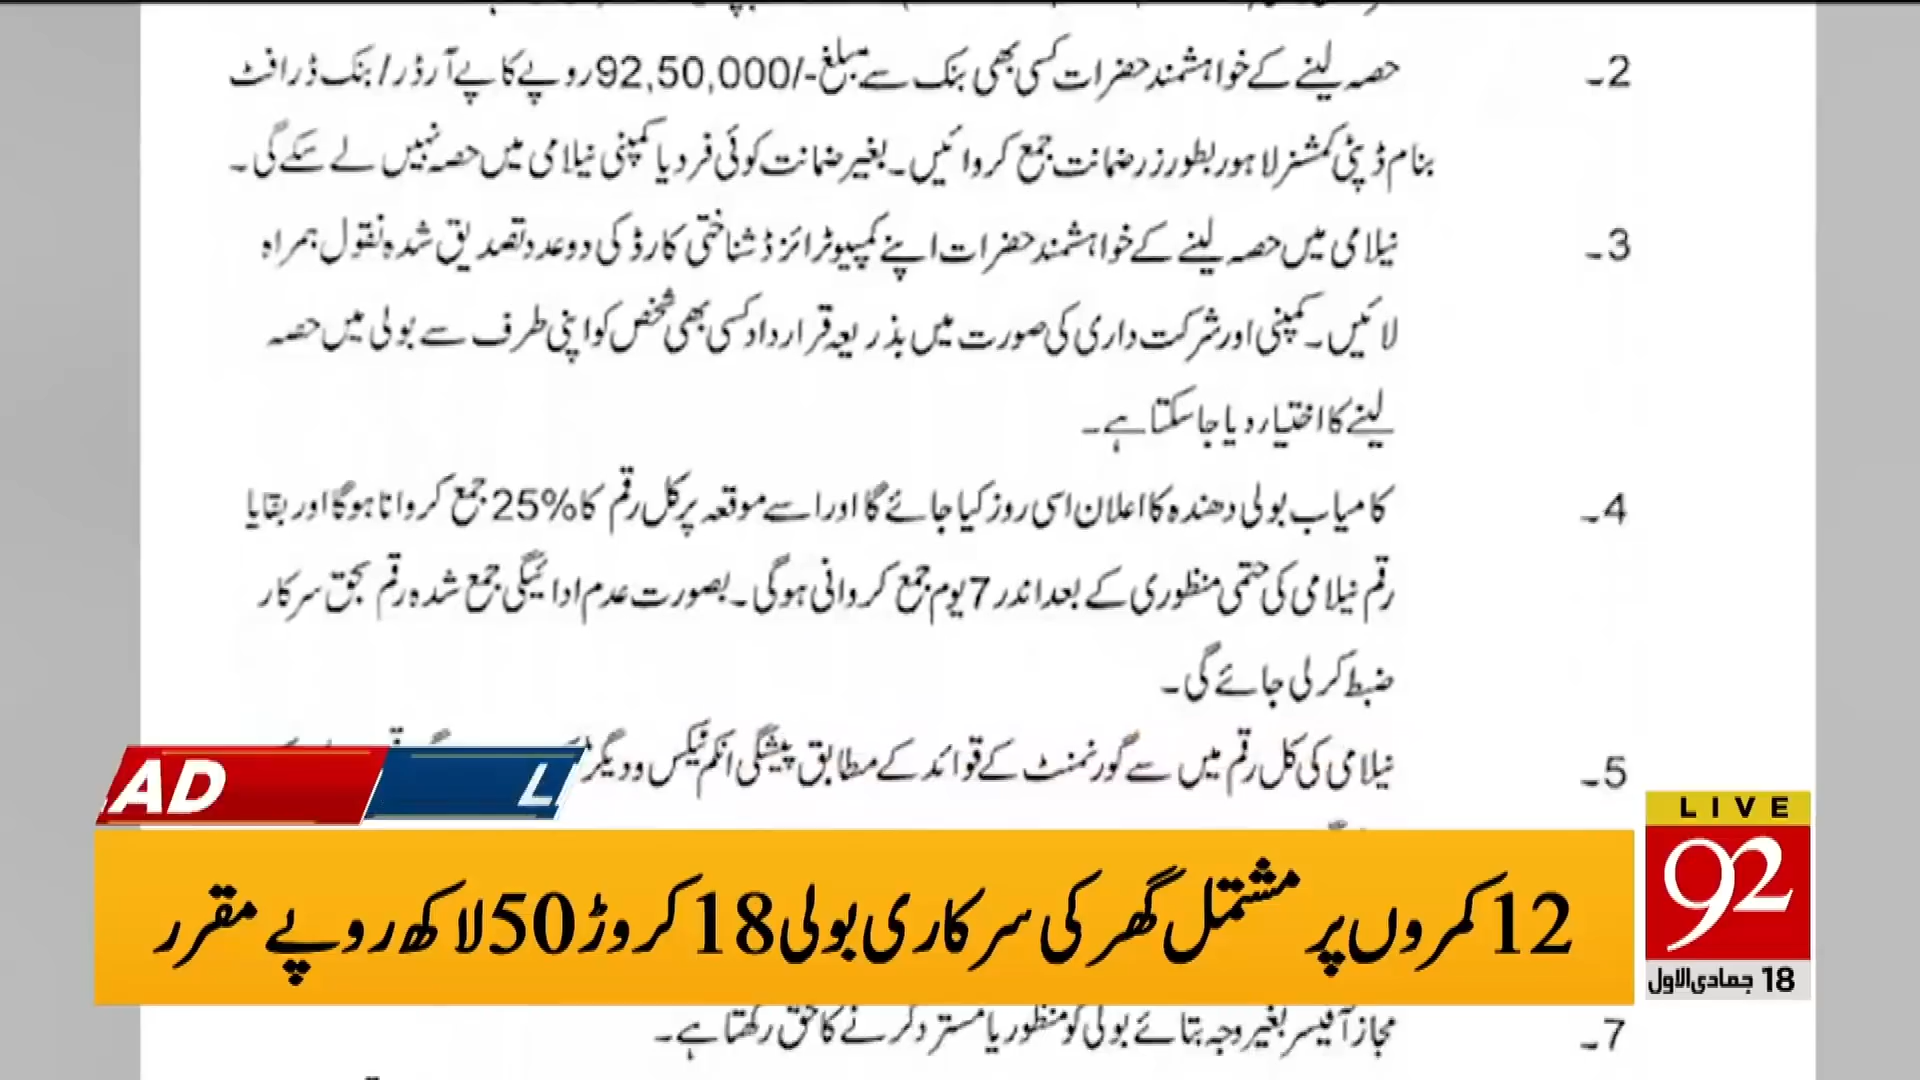 2۔ حصہ لینے کے خواہشمند حضرات کسی بھی بنک سے مبلغ -/92,50,000 روپے کا پے آرڈر / بنک ڈرافٹ
بنام ڈپٹی کمشنر لاہور بطور زر ضمانت جمع کروائیں۔ بغیر ضمانت کوئی فرد یا کمپنی نیلامی میں حصہ نہیں لے سکے گی۔
3۔ نیلامی میں حصہ لینے کے خواہشمند حضرات اپنے کمپیوٹرائزڈ شناختی کارڈ کی دو عدد تصدیق شدہ نقول ہمراہ
لائیں۔ کمپنی اور شرکت داری کی صورت میں بذریعہ قرارداد کسی بھی شخص کو اپنی طرف سے بولی میں حصہ
لینے کا اختیار دیا جا سکتا ہے۔
4۔ کامیاب بولی دھندہ کا اعلان اسی روز کیا جائے گا اور اسے موقعہ پر کل رقم کا %25 جمع کروانا ہوگا اور بقایا
رقم نیلامی کی حتمی منظوری کے بعد اندر 7 یوم جمع کروانی ہوگی۔ بصورت عدم ادائیگی جمع شدہ رقم بحق سرکار
ضبط کر لی جائے گی۔
5۔ نیلامی کی کل رقم میں سے گورنمنٹ کے قوائد کے مطابق پیشگی انکم ٹیکس و دیگر
AD
L
LIVE
92
12 کمروں پر مشتمل گھر کی سرکاری بولی 18 کروڑ 50 لاکھ روپے مقرر
18 جمادی الاول
7۔ مجاز آفیسر بغیر وجہ بتائے بولی کو منظور یا مسترد کرنے کا حق رکھتا ہے۔